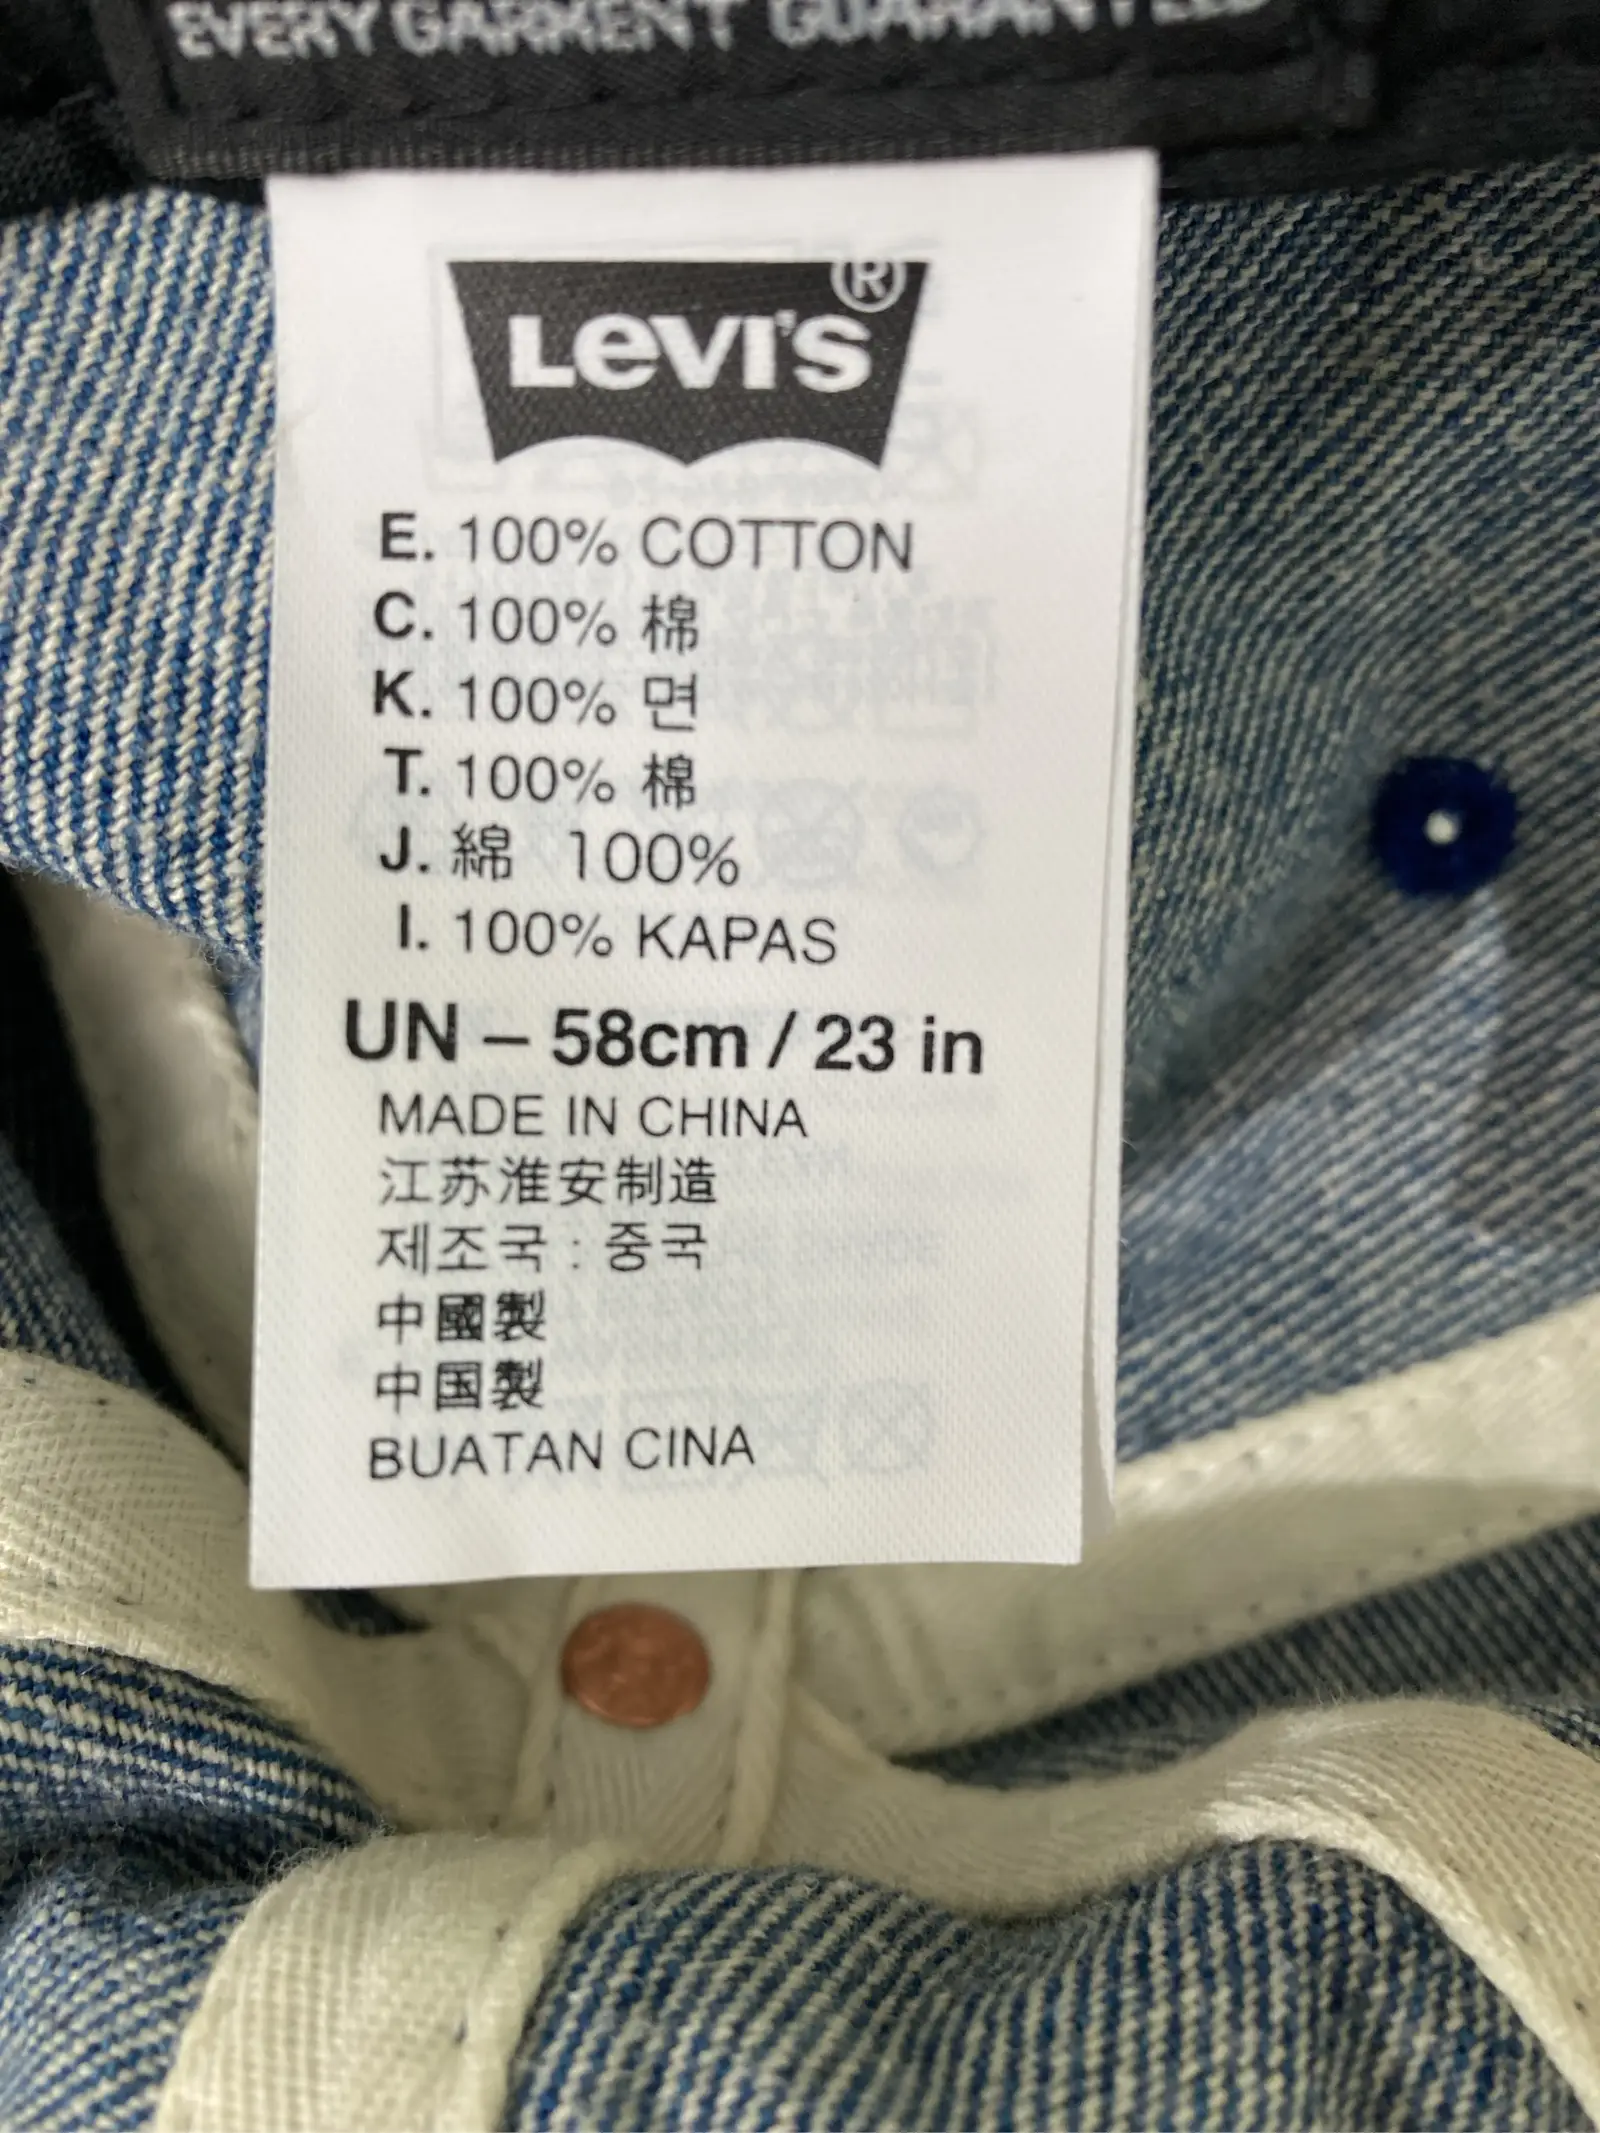 EVERY GARMENT GUARANTEED
LEVI'S®
E. 100% COTTON
C. 100% 棉
K. 100% 면
T. 100% 棉
J. 綿 100%
I. 100% KAPAS
UN – 58cm / 23 in
MADE IN CHINA
江苏淮安制造
제조국 : 중국
中國製
中国製
BUATAN CINA